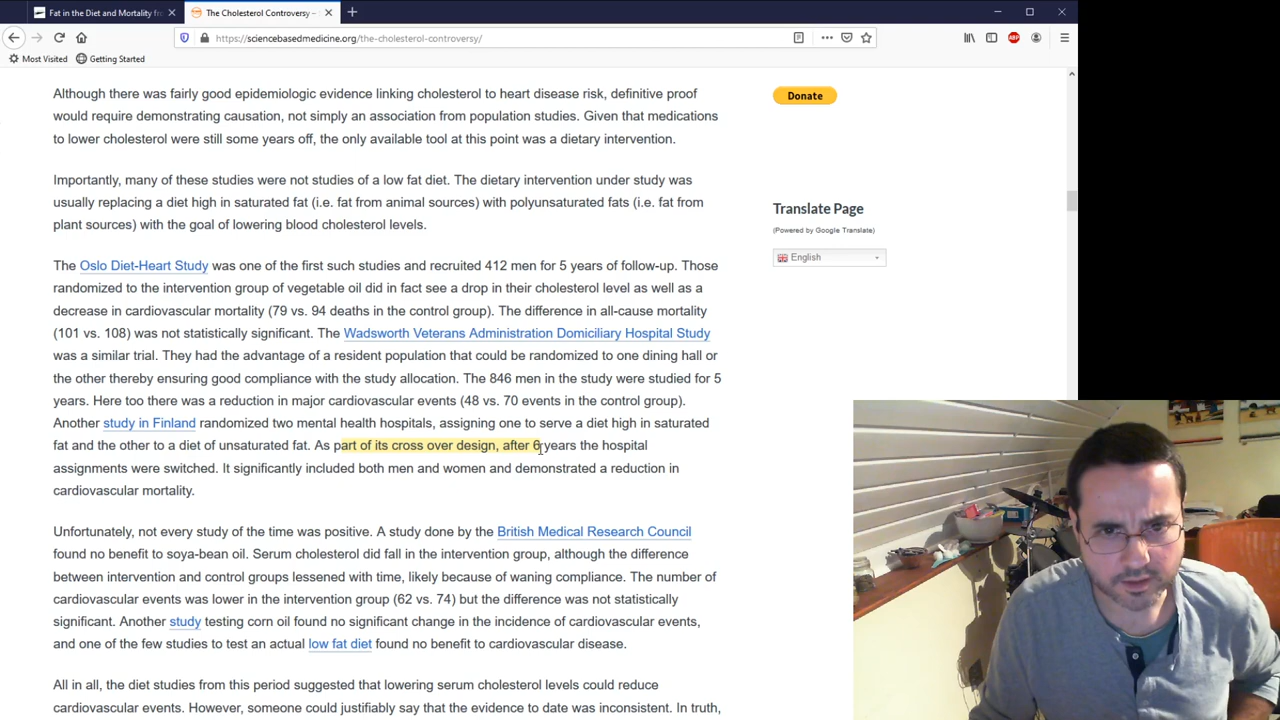 Fat in the Diet and Mortality fr
The Cholesterol Controversy –
https://sciencebasedmedicine.org/the-cholesterol-controversy/
ABP
Most Visited
Getting Started
Although there was fairly good epidemiologic evidence linking cholesterol to heart disease risk, definitive proof
would require demonstrating causation, not simply an association from population studies. Given that medications
to lower cholesterol were still some years off, the only available tool at this point was a dietary intervention.
Importantly, many of these studies were not studies of a low fat diet. The dietary intervention under study was
usually replacing a diet high in saturated fat (i.e. fat from animal sources) with polyunsaturated fats (i.e. fat from
plant sources) with the goal of lowering blood cholesterol levels.
The Oslo Diet-Heart Study was one of the first such studies and recruited 412 men for 5 years of follow-up. Those
randomized to the intervention group of vegetable oil did in fact see a drop in their cholesterol level as well as a
decrease in cardiovascular mortality (79 vs. 94 deaths in the control group). The difference in all-cause mortality
(101 vs. 108) was not statistically significant. The Wadsworth Veterans Administration Domiciliary Hospital Study
was a similar trial. They had the advantage of a resident population that could be randomized to one dining hall or
the other thereby ensuring good compliance with the study allocation. The 846 men in the study were studied for 5
years. Here too there was a reduction in major cardiovascular events (48 vs. 70 events in the control group).
Another study in Finland randomized two mental health hospitals, assigning one to serve a diet high in saturated
fat and the other to a diet of unsaturated fat. As part of its cross over design, after 6 years the hospital
assignments were switched. It significantly included both men and women and demonstrated a reduction in
cardiovascular mortality.
Unfortunately, not every study of the time was positive. A study done by the British Medical Research Council
found no benefit to soya-bean oil. Serum cholesterol did fall in the intervention group, although the difference
between intervention and control groups lessened with time, likely because of waning compliance. The number of
cardiovascular events was lower in the intervention group (62 vs. 74) but the difference was not statistically
significant. Another study testing corn oil found no significant change in the incidence of cardiovascular events,
and one of the few studies to test an actual low fat diet found no benefit to cardiovascular disease.
All in all, the diet studies from this period suggested that lowering serum cholesterol levels could reduce
cardiovascular events. However, someone could justifiably say that the evidence to date was inconsistent. In truth,
Donate
Translate Page
(Powered by Google Translate)
English